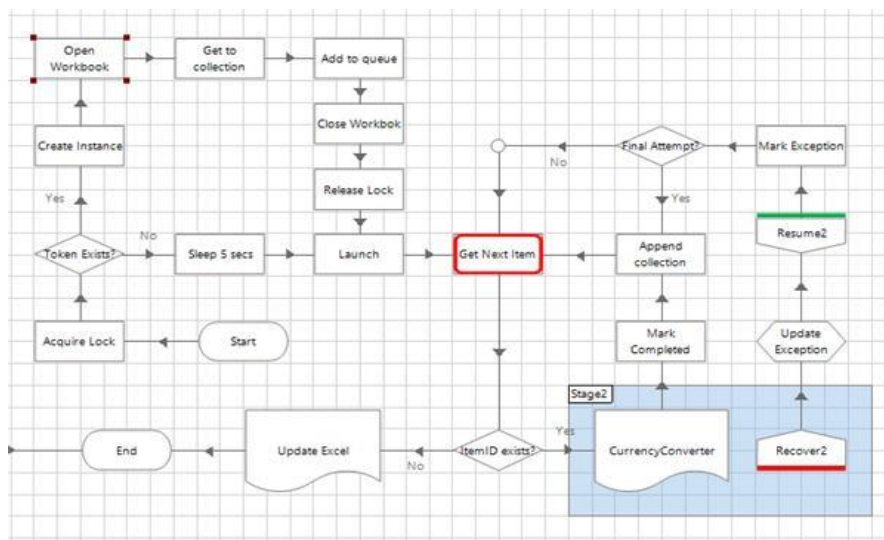 Open
Workbook
Get to
collection
Add to queue
Create Instance
Close Workbok
Final Attempt?
Mark Exception
No
Yes
Release Lock
Yes
Token Exists?
No
Sleep 5 secs
Launch
Get Next Item
Append
collection
Resume2
Acquire Lock
Start
Mark
Completed
Update
Exception
Stage2
End
Update Excel
No
ItemID exists?
Yes
CurrencyConverter
Recover2